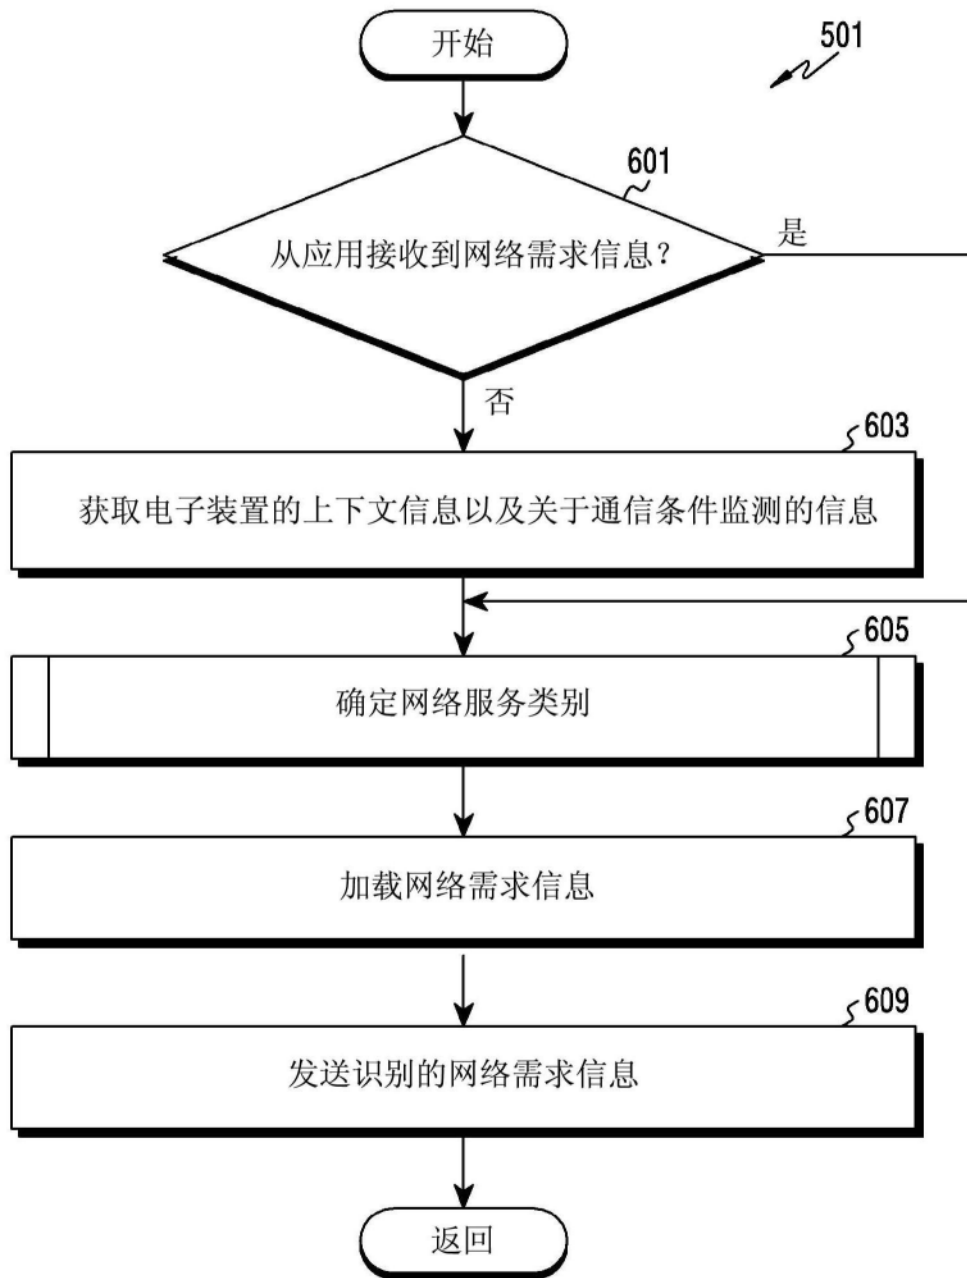 开始
501
601
从应用接收到网络需求信息？
是
否
603
获取电子装置的上下文信息以及关于通信条件监测的信息
605
确定网络服务类别
607
加载网络需求信息
609
发送识别的网络需求信息
返回